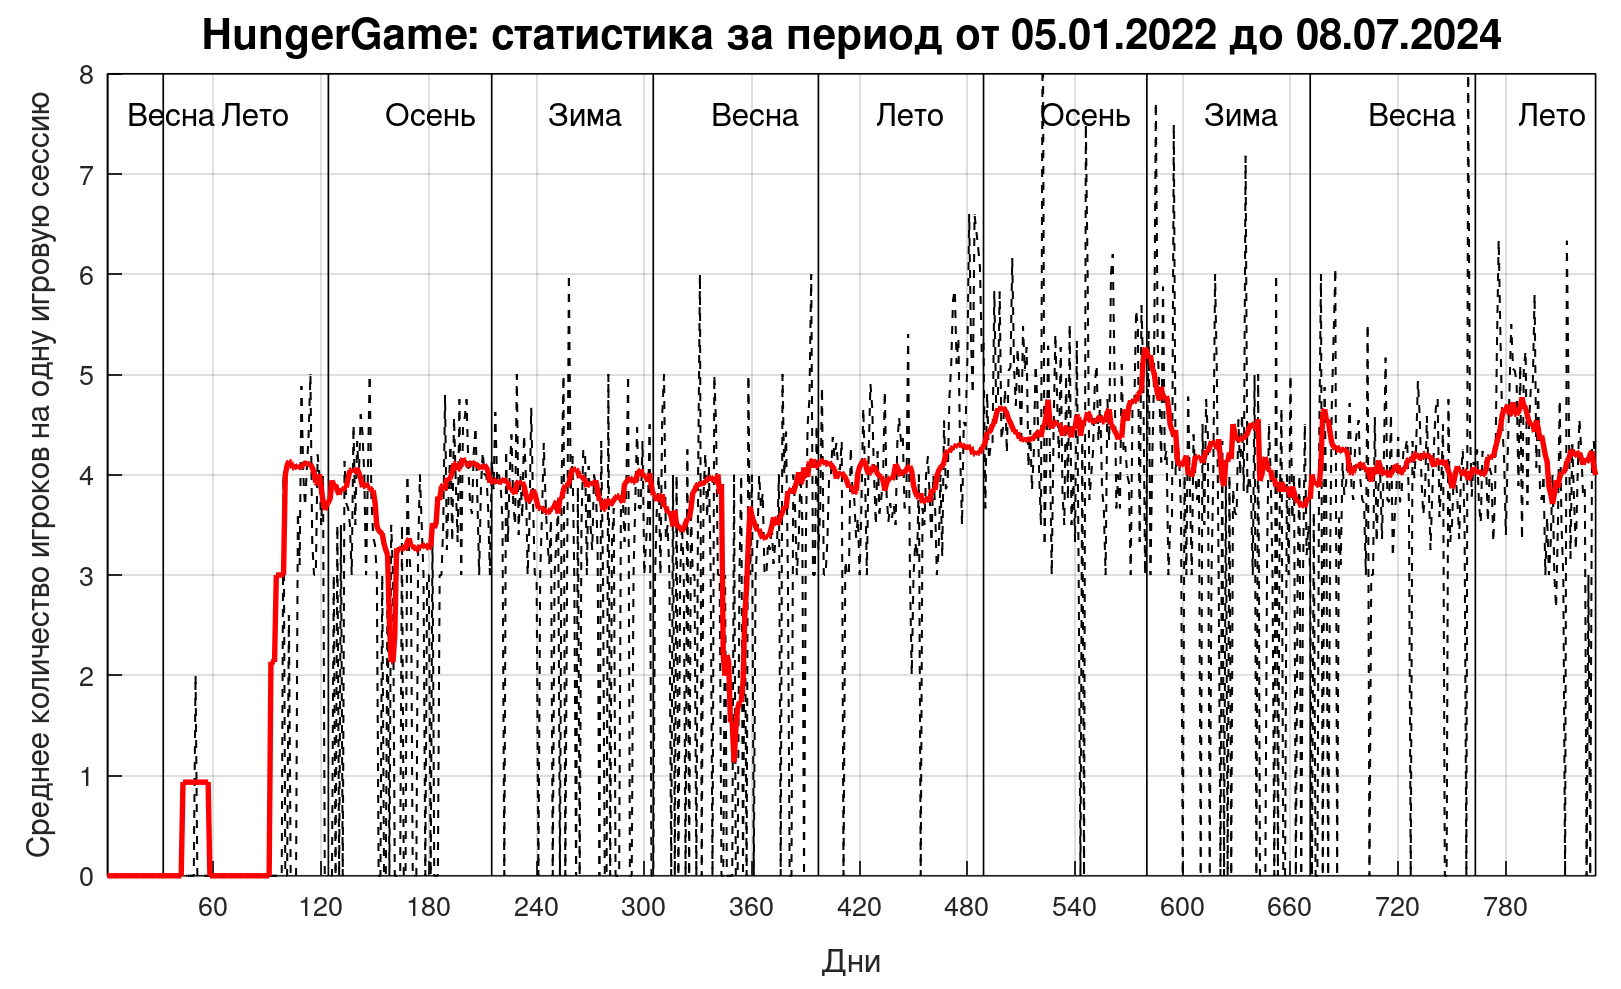 HungerGame: статистика за период от 05.01.2022 до 08.07.2024
Среднее количество игроков на одну игровую сессию
8
7
6
5
4
3
2
1
0
Весна Лето Осень Зима Весна Лето Осень Зима Весна Лето
60 120 180 240 300 360 420 480 540 600 660 720 780
Дни